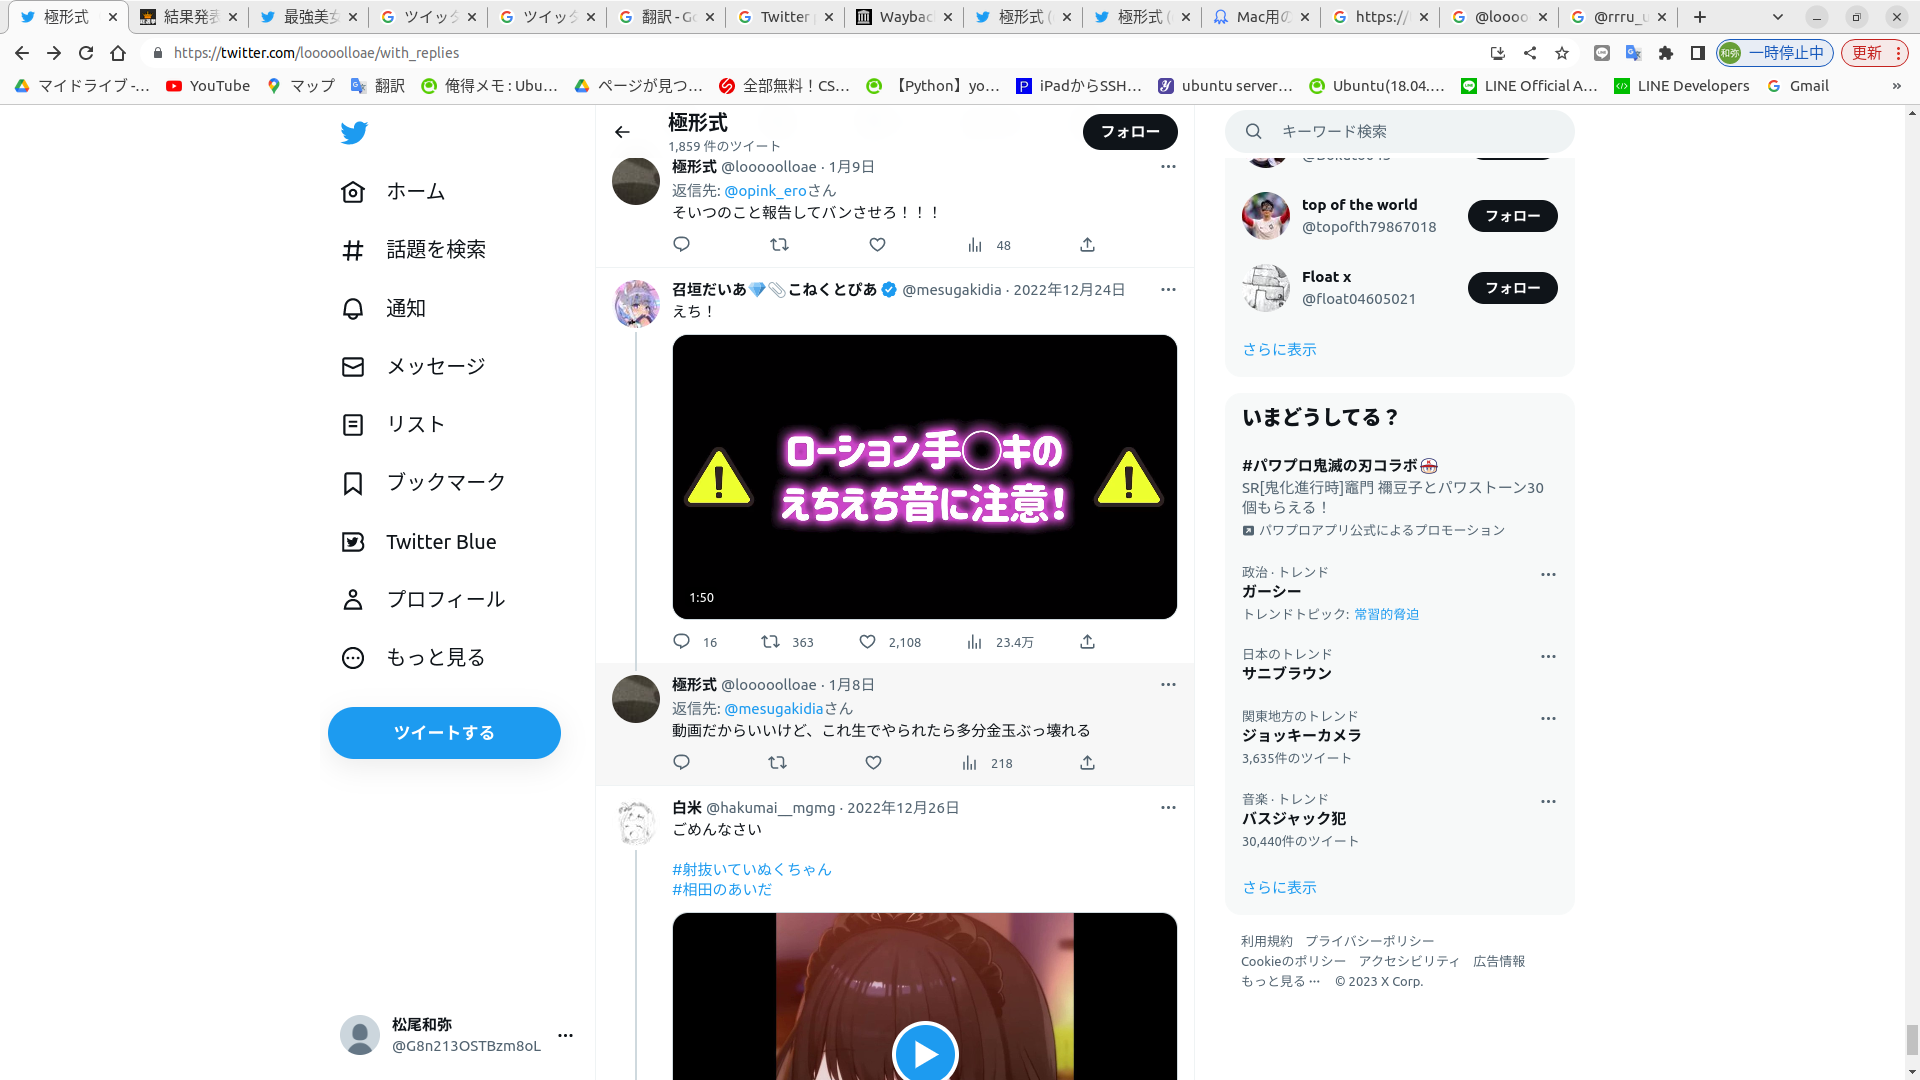 極形式
結果発表
最強美女
ツイッタ
ツイッタ
翻訳 - Go
Twitter p
Wayback
極形式 (
極形式 (
Mac用の
https://t
@loooo
@rrru_u
https://twitter.com/looooolloae/with_replies
和弥
一時停止中
更新
マイドライブ -…
YouTube
マップ
翻訳
俺得メモ : Ubu…
ページが見つ…
全部無料！CS…
【Python】yo…
iPadからSSH…
ubuntu server…
Ubuntu(18.04.…
LINE Official A…
LINE Developers
Gmail
»
ホーム
話題を検索
通知
メッセージ
リスト
ブックマーク
Twitter Blue
プロフィール
もっと見る
ツイートする
松尾和弥
@G8n213OSTBzm8oL
極形式
1,859 件のツイート
フォロー
極形式 @looooolloae · 1月9日
返信先: @opink_eroさん
そいつのこと報告してバンさせろ！！！
48
召垣だいあ💎📎こねくとぴあ @mesugakidia · 2022年12月24日
えち！
ローション手◯キの
えちえち音に注意！
1:50
16 363 2,108 23.4万
極形式 @looooolloae · 1月8日
返信先: @mesugakidiaさん
動画だからいいけど、これ生でやられたら多分金玉ぶっ壊れる
218
白米 @hakumai__mgmg · 2022年12月26日
ごめんなさい
#射抜いていぬくちゃん
#相田のあいだ
キーワード検索
top of the world
@topofth79867018
フォロー
Float x
@float04605021
フォロー
さらに表示
いまどうしてる？
#パワプロ鬼滅の刃コラボ
SR[鬼化進行時]竈門 禰豆子とパワストーン30
個もらえる！
パワプロアプリ公式によるプロモーション
政治 · トレンド
ガーシー
トレンドトピック: 常習的脅迫
日本のトレンド
サニブラウン
関東地方のトレンド
ジョッキーカメラ
3,635件のツイート
音楽 · トレンド
バスジャック犯
30,440件のツイート
さらに表示
利用規約 プライバシーポリシー
Cookieのポリシー アクセシビリティ 広告情報
もっと見る ··· © 2023 X Corp.